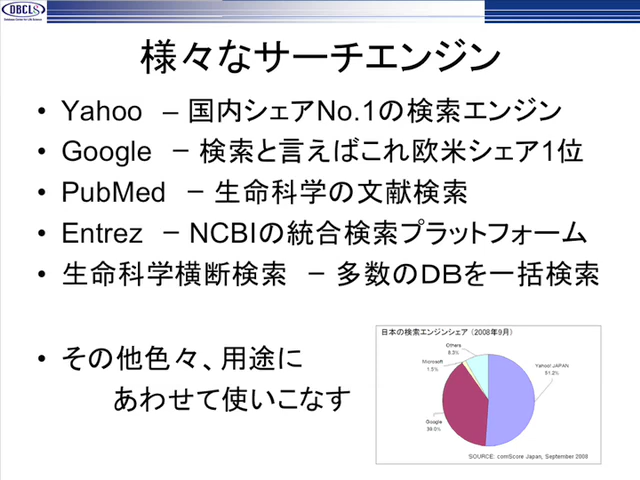 DBCLS
Database Center for Life Science
様々なサーチエンジン
• Yahoo – 国内シェアNo.1の検索エンジン
• Google – 検索と言えばこれ欧米シェア1位
• PubMed – 生命科学の文献検索
• Entrez – NCBIの統合検索プラットフォーム
• 生命科学横断検索 – 多数のDBを一括検索
• その他色々、用途に
あわせて使いこなす
日本の検索エンジンシェア (2008年9月)
Others
8.3%
Microsoft
1.5%
Yahoo! JAPAN
51.2%
Google
39.0%
SOURCE: comScore Japan, September 2008